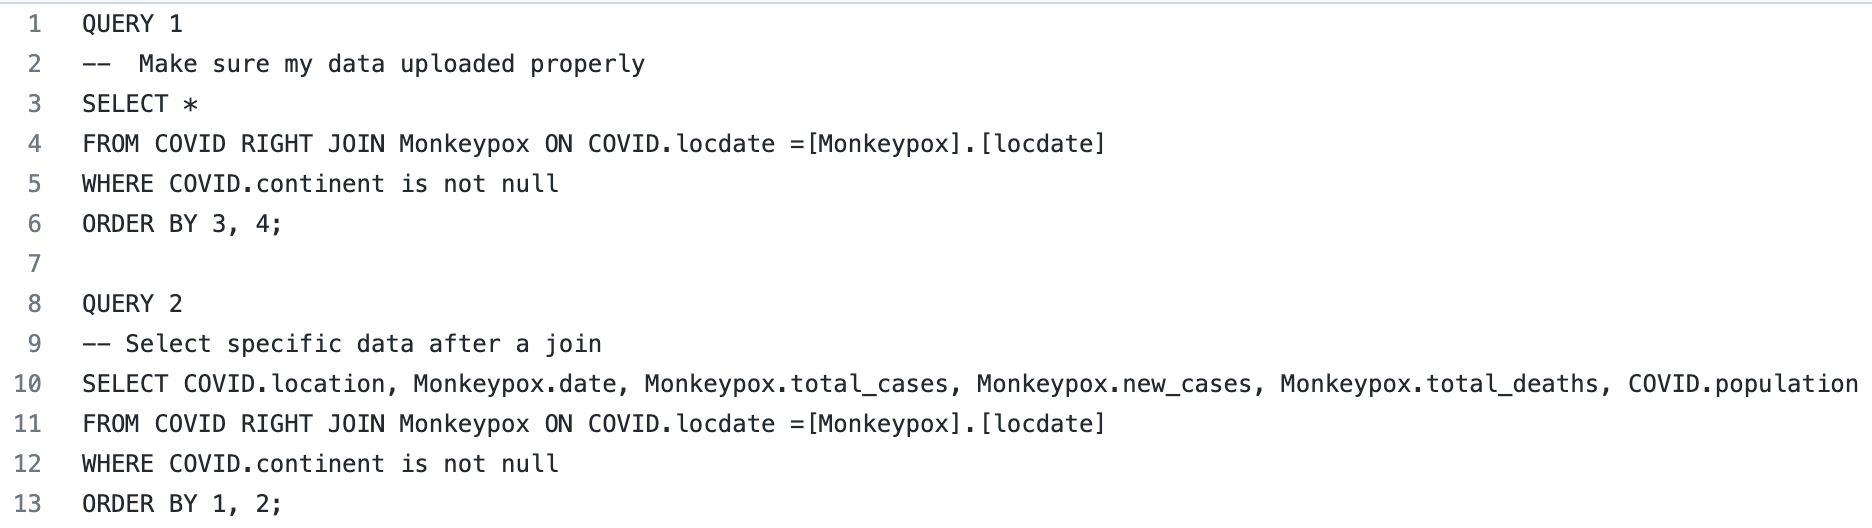 1 QUERY 1
2 --  Make sure my data uploaded properly
3 SELECT *
4 FROM COVID RIGHT JOIN Monkeypox ON COVID.locdate =[Monkeypox].[locdate]
5 WHERE COVID.continent is not null
6 ORDER BY 3, 4;
7
8 QUERY 2
9 -- Select specific data after a join
10 SELECT COVID.location, Monkeypox.date, Monkeypox.total_cases, Monkeypox.new_cases, Monkeypox.total_deaths, COVID.population
11 FROM COVID RIGHT JOIN Monkeypox ON COVID.locdate =[Monkeypox].[locdate]
12 WHERE COVID.continent is not null
13 ORDER BY 1, 2;